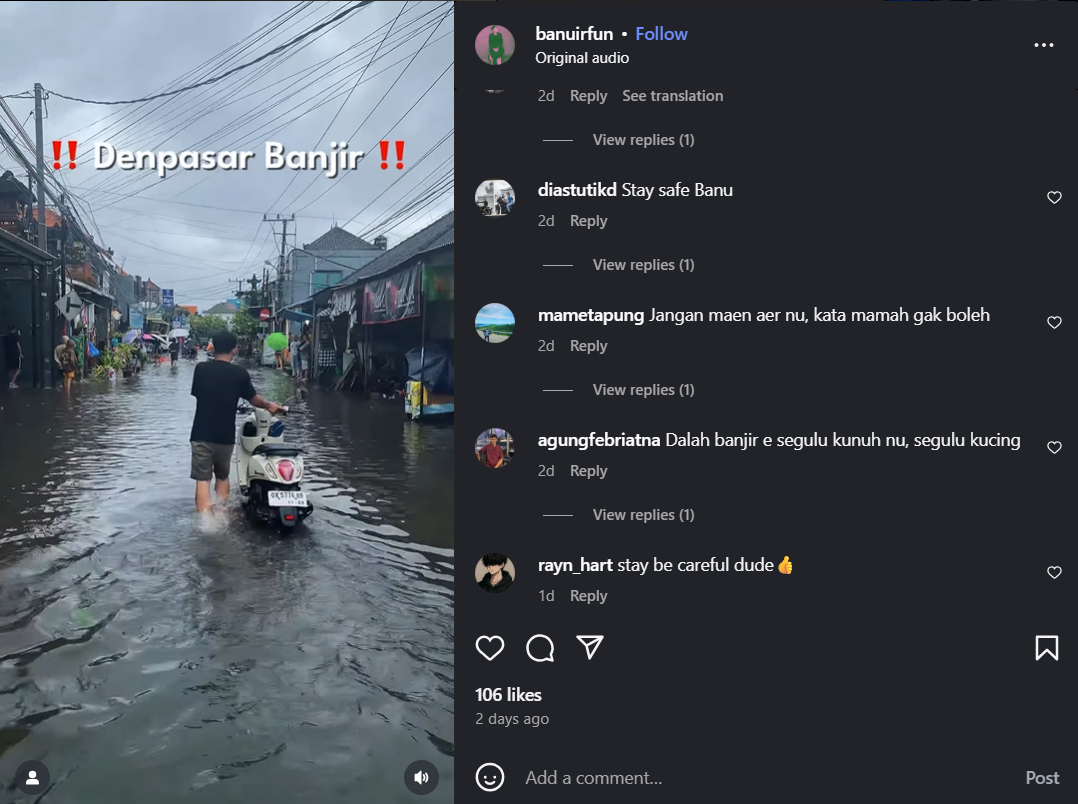 ‼️ Denpasar Banjir ‼️
banuirfun • Follow
Original audio
2d Reply See translation
View replies (1)
diastutikd Stay safe Banu
2d Reply
View replies (1)
mametapung Jangan maen aer nu, kata mamah gak boleh
2d Reply
View replies (1)
agungfebriatna Dalah banjir e segulu kunuh nu, segulu kucing
2d Reply
View replies (1)
rayn_hart stay be careful dude👍
1d Reply
106 likes
2 days ago
Add a comment...
Post